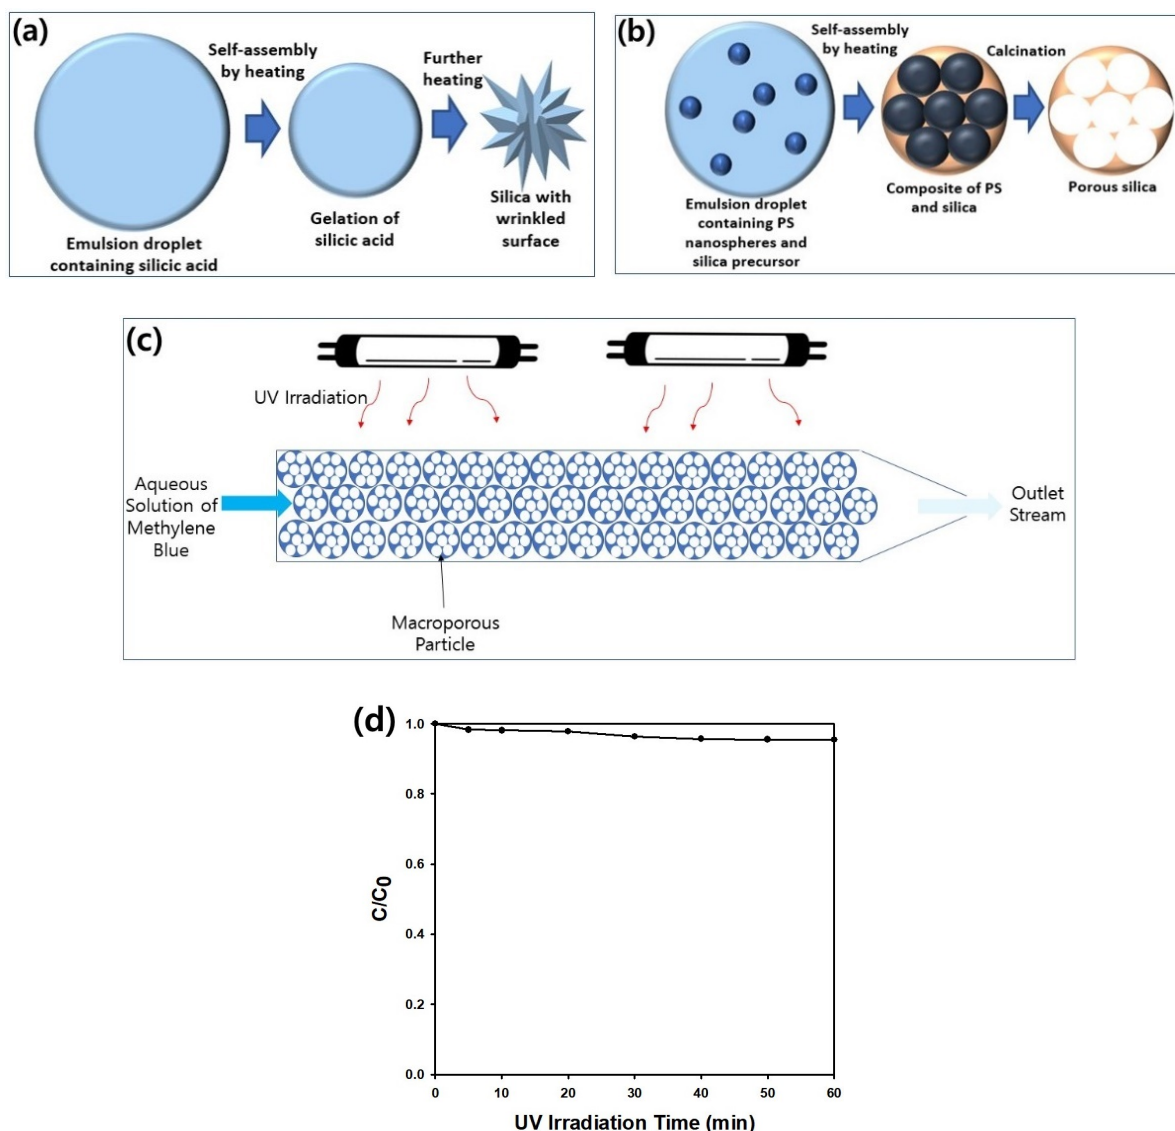 (a)
Self-assembly
by heating
Further
heating
Emulsion droplet
containing silicic acid
Gelation of
silicic acid
Silica with
wrinkled
surface
(b)
Self-assembly
by heating
Calcination
Emulsion droplet
containing PS
nanospheres and
silica precursor
Composite of PS
and silica
Porous silica
(c)
UV Irradiation
Aqueous
Solution of
Methylene
Blue
Outlet
Stream
Macroporous
Particle
(d)
1.0
0.8
0.6
0.4
0.2
0.0
C/C0
0 10 20 30 40 50 60
UV Irradiation Time (min)